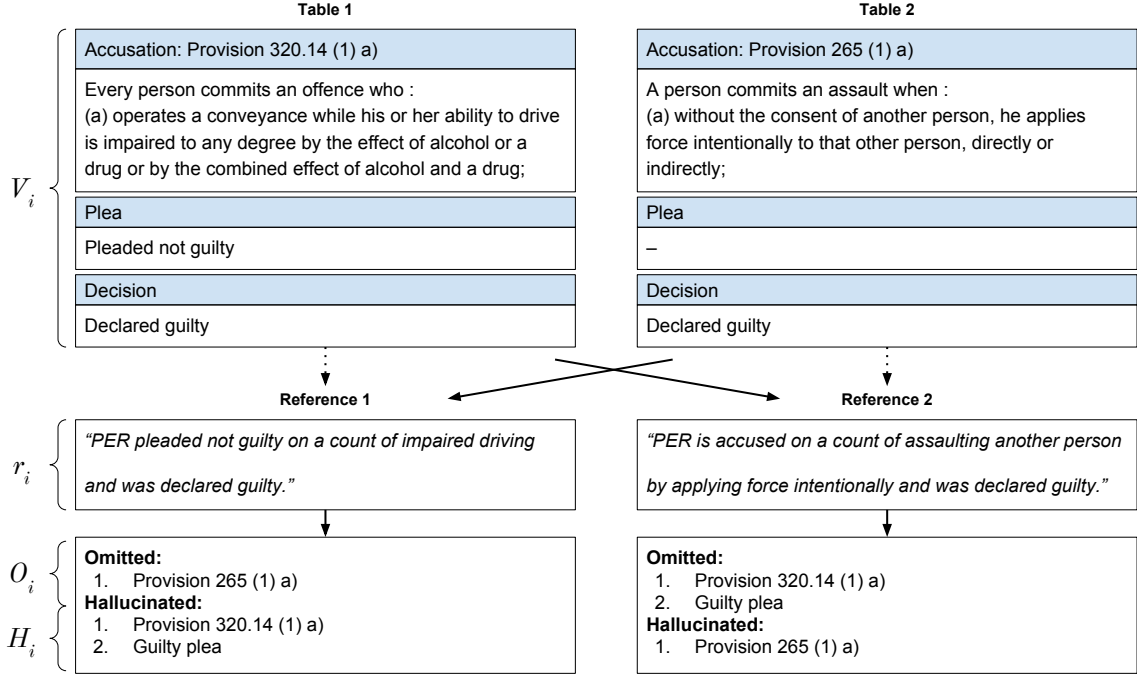 Table 1
Accusation: Provision 320.14 (1) a)
Every person commits an offence who :
(a) operates a conveyance while his or her ability to drive
is impaired to any degree by the effect of alcohol or a
drug or by the combined effect of alcohol and a drug;
Plea
Pleaded not guilty
Decision
Declared guilty
Table 2
Accusation: Provision 265 (1) a)
A person commits an assault when :
(a) without the consent of another person, he applies
force intentionally to that other person, directly or
indirectly;
Plea
–
Decision
Declared guilty
V_i
Reference 1
“PER pleaded not guilty on a count of impaired driving
and was declared guilty.”
Reference 2
“PER is accused on a count of assaulting another person
by applying force intentionally and was declared guilty.”
r_i
Omitted:
1. Provision 265 (1) a)
Hallucinated:
1. Provision 320.14 (1) a)
2. Guilty plea
Omitted:
1. Provision 320.14 (1) a)
2. Guilty plea
Hallucinated:
1. Provision 265 (1) a)
O_i
H_i